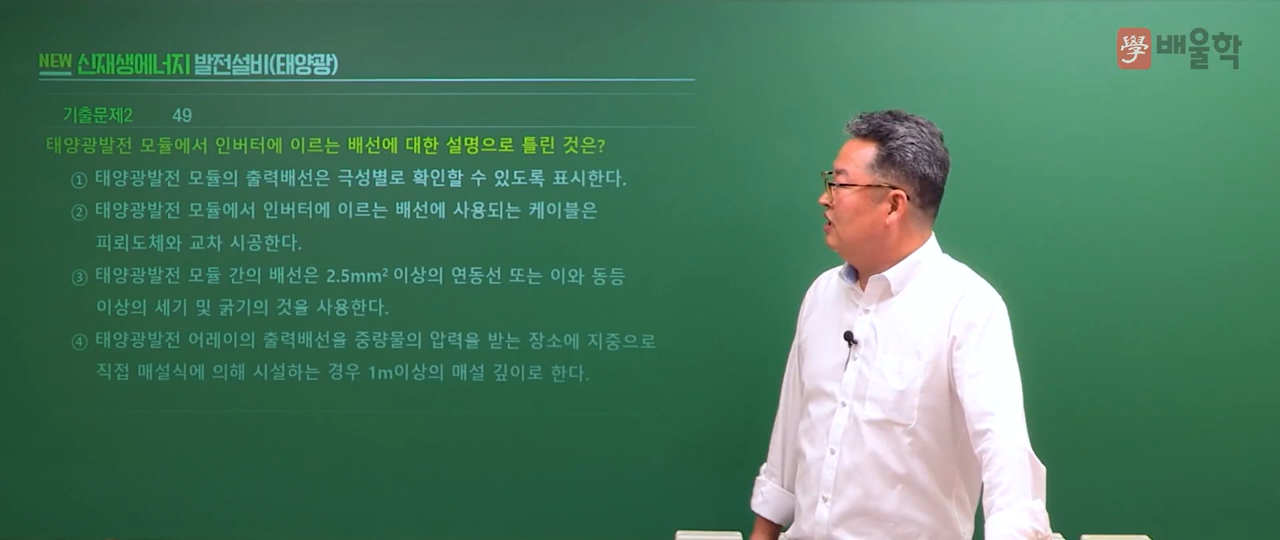 學 배울학
NEW 신재생에너지 발전설비(태양광)
기출문제2 49
태양광발전 모듈에서 인버터에 이르는 배선에 대한 설명으로 틀린 것은?
① 태양광발전 모듈의 출력배선은 극성별로 확인할 수 있도록 표시한다.
② 태양광발전 모듈에서 인버터에 이르는 배선에 사용되는 케이블은
피뢰도체와 교차 시공한다.
③ 태양광발전 모듈 간의 배선은 2.5mm² 이상의 연동선 또는 이와 동등
이상의 세기 및 굵기의 것을 사용한다.
④ 태양광발전 어레이의 출력배선을 중량물의 압력을 받는 장소에 지중으로
직접 매설식에 의해 시설하는 경우 1m이상의 매설 깊이로 한다.